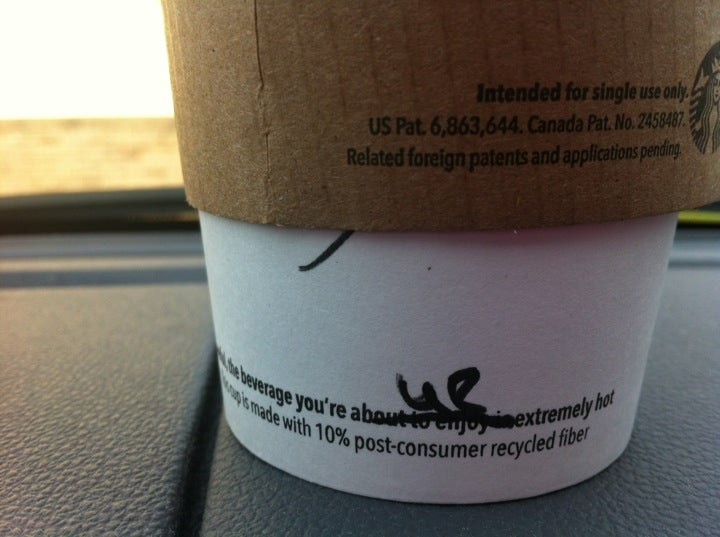 Intended for single use only.
US Pat. 6,863,644. Canada Pat. No. 2458487.
Related foreign patents and applications pending.
ue
the beverage you're about to enjoy is extremely hot
cup is made with 10% post-consumer recycled fiber